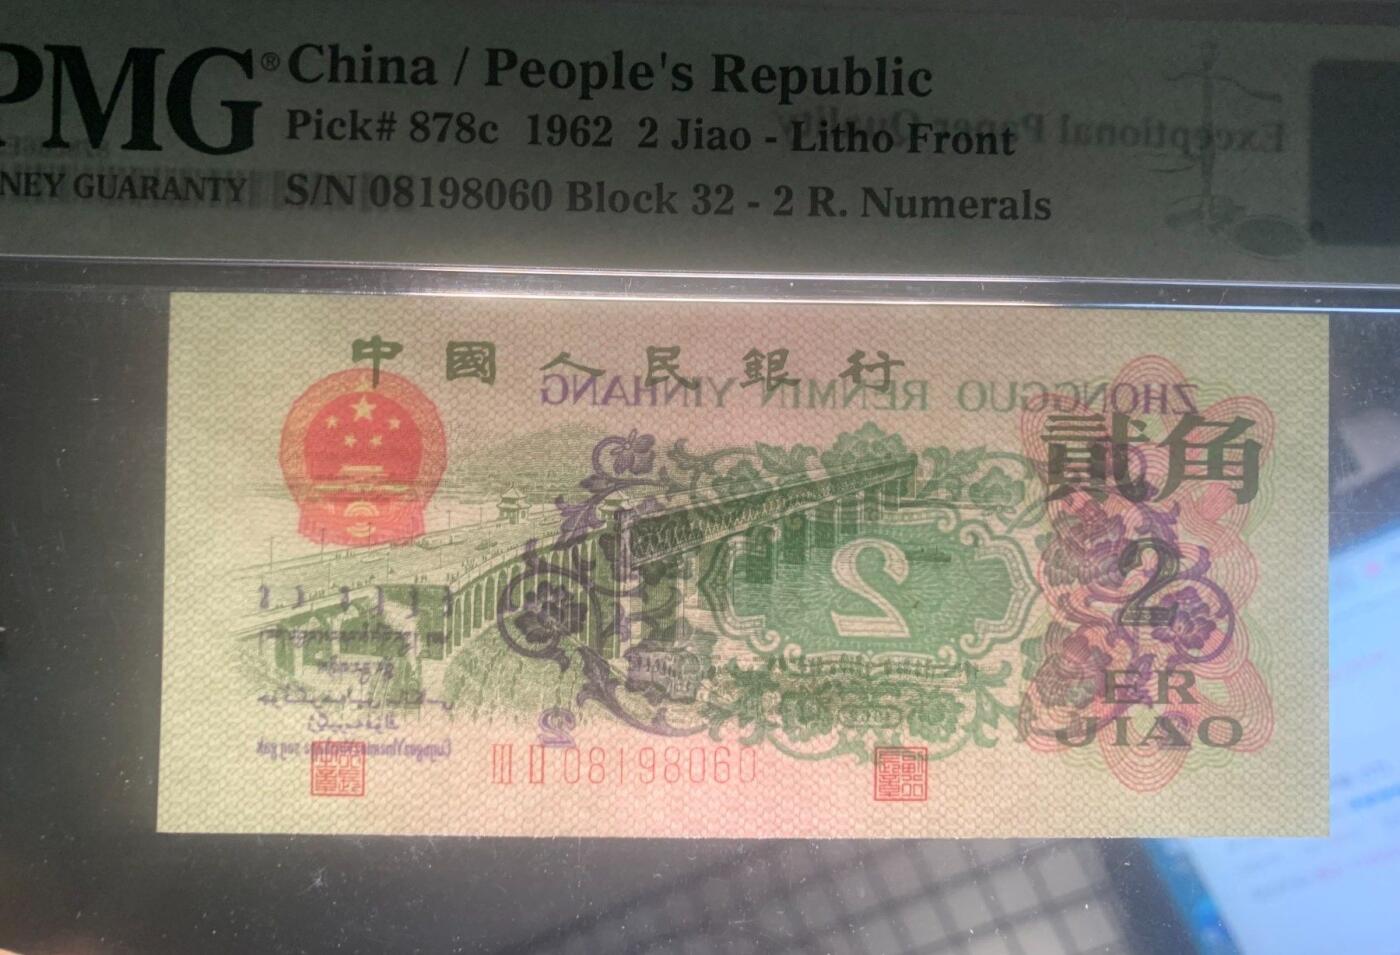 PMG® China / People's Republic
Pick# 878c 1962 2 Jiao - Litho Front
NEY GUARANTY S/N 08198060 Block 32 - 2 R. Numerals
Exceptional Paper Quality
中國人民銀行
ZHONGGUO RENMIN YINHANG
貳角
2
2
ER
JIAO
III II 08198060